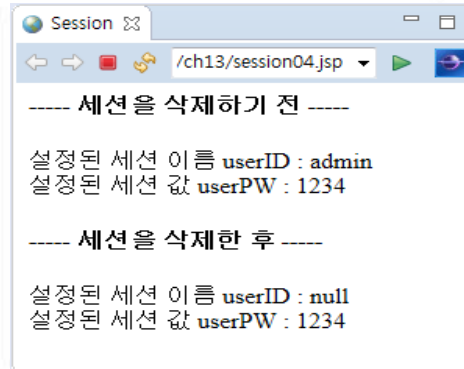 Session
/ch13/session04.jsp
----- 세션을 삭제하기 전 -----
설정된 세션 이름 userID : admin
설정된 세션 값 userPW : 1234
----- 세션을 삭제한 후 -----
설정된 세션 이름 userID : null
설정된 세션 값 userPW : 1234